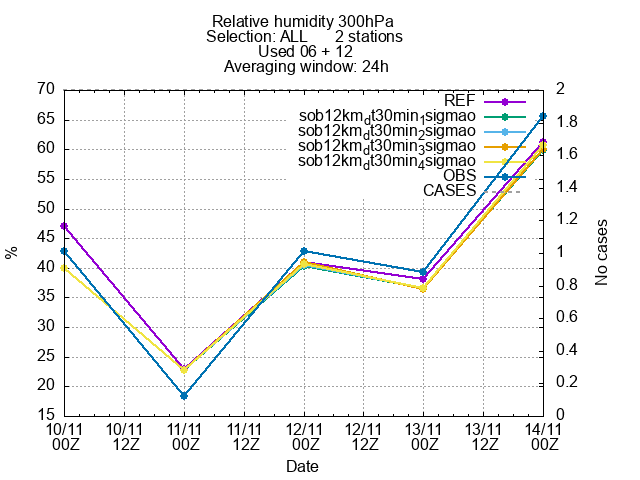 Relative humidity 300hPa
Selection: ALL 2 stations
Used 06 + 12
Averaging window: 24h
70
65
60
55
50
45
40
35
30
25
20
15
%
2
1.8
1.6
1.4
1.2
1
0.8
0.6
0.4
0.2
0
No cases
REF
sob12km_dt30min_1sigmao
sob12km_dt30min_2sigmao
sob12km_dt30min_3sigmao
sob12km_dt30min_4sigmao
OBS
CASES
10/11 10/11 11/11 11/11 12/11 12/11 13/11 13/11 14/11
00Z 12Z 00Z 12Z 00Z 12Z 00Z 12Z 00Z
Date